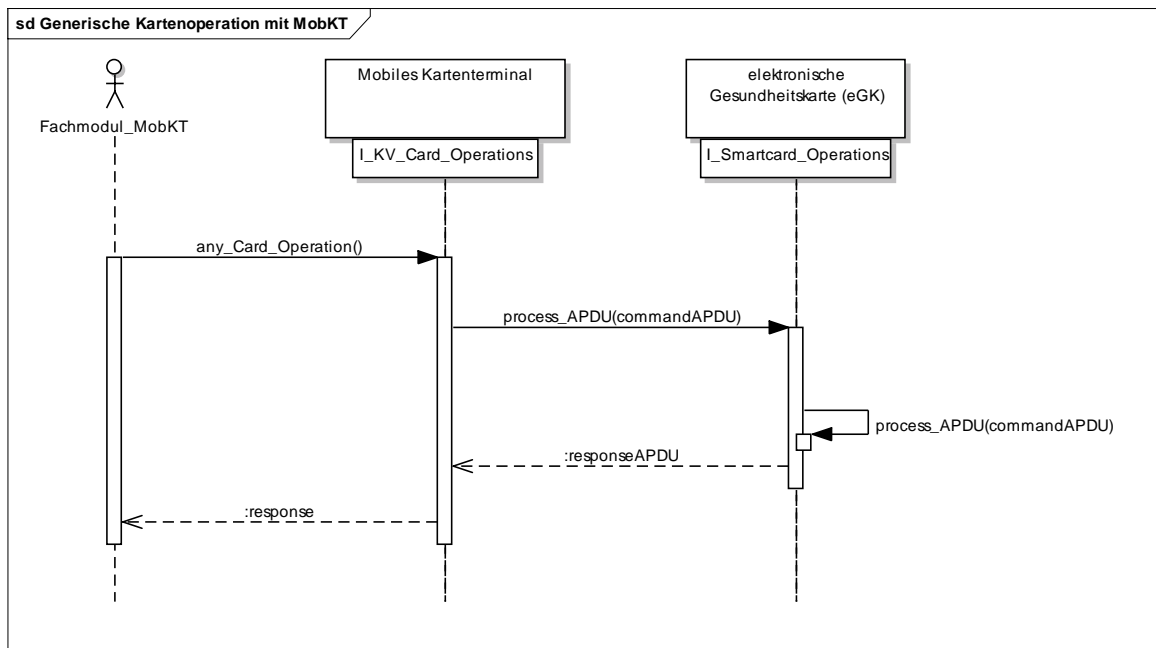 sd Generische Kartenoperation mit MobKT
Fachmodul_MobKT
Mobiles Kartenterminal
I_KV_Card_Operations
elektronische
Gesundheitskarte (eGK)
I_Smartcard_Operations
any_Card_Operation()
process_APDU(commandAPDU)
process_APDU(commandAPDU)
:responseAPDU
:response